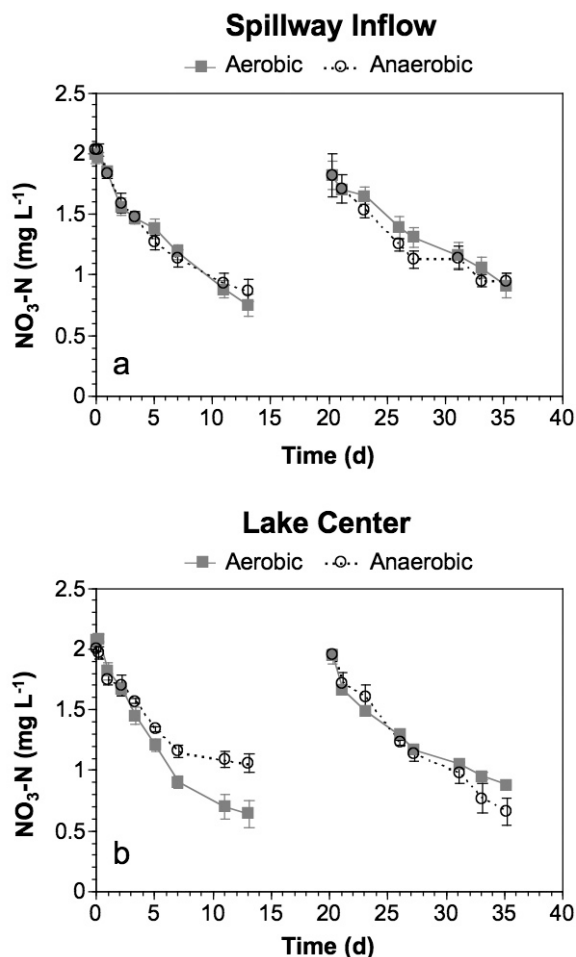 Spillway Inflow
Aerobic Anaerobic
2.5
2
1.5
1
0.5
0
NO₃-N (mg L⁻¹)
a
0 5 10 15 20 25 30 35 40
Time (d)
Lake Center
Aerobic Anaerobic
2.5
2
1.5
1
0.5
0
NO₃-N (mg L⁻¹)
b
0 5 10 15 20 25 30 35 40
Time (d)